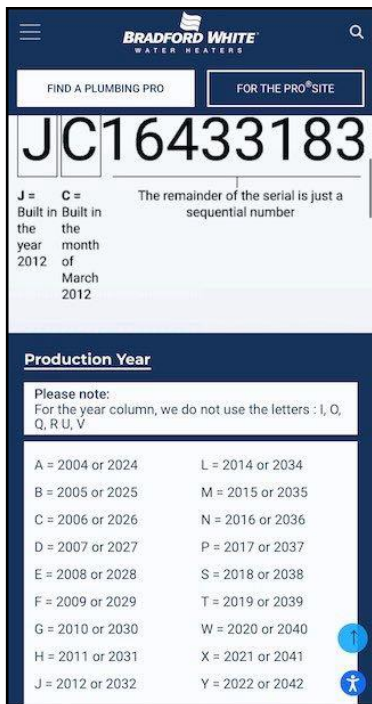 BRADFORD WHITE
WATER HEATERS
FIND A PLUMBING PRO
FOR THE PRO® SITE
JC16433183
J =
Built in
the
year
2012
C =
Built in
the
month
of
March
2012
The remainder of the serial is just a
sequential number
Production Year
Please note:
For the year column, we do not use the letters : I, O,
Q, R U, V
A = 2004 or 2024
B = 2005 or 2025
C = 2006 or 2026
D = 2007 or 2027
E = 2008 or 2028
F = 2009 or 2029
G = 2010 or 2030
H = 2011 or 2031
J = 2012 or 2032
L = 2014 or 2034
M = 2015 or 2035
N = 2016 or 2036
P = 2017 or 2037
S = 2018 or 2038
T = 2019 or 2039
W = 2020 or 2040
X = 2021 or 2041
Y = 2022 or 2042